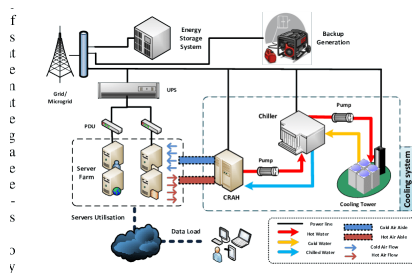 f
s
at
e
n
at
e
g
a
e
e
-
s
o
y
Energy
Storage
System
Backup
Generation
Grid/
Microgrid
UPS
PDU
Server
Farm
Servers Utilisation
Data Load
CRAH
Chiller
Pump
Pump
Cooling Tower
Cooling system
Power line
Hot Water
Cold Water
Chilled Water
Cold Air Aisle
Hot Air Aisle
Cold Air Flow
Hot Air Flow